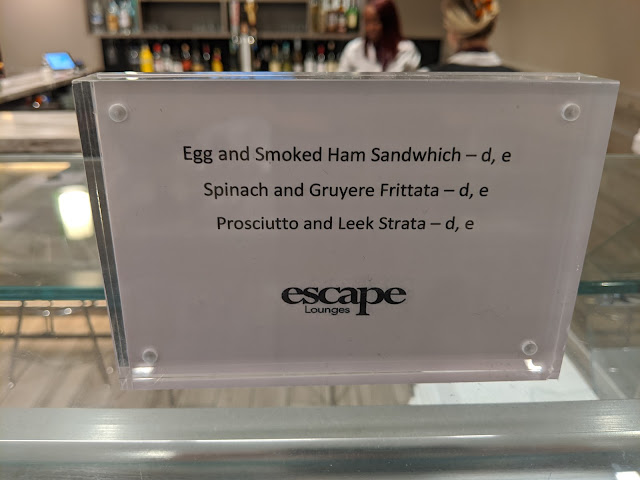 Egg and Smoked Ham Sandwhich – d, e
Spinach and Gruyere Frittata – d, e
Prosciutto and Leek Strata – d, e
escape
Lounges